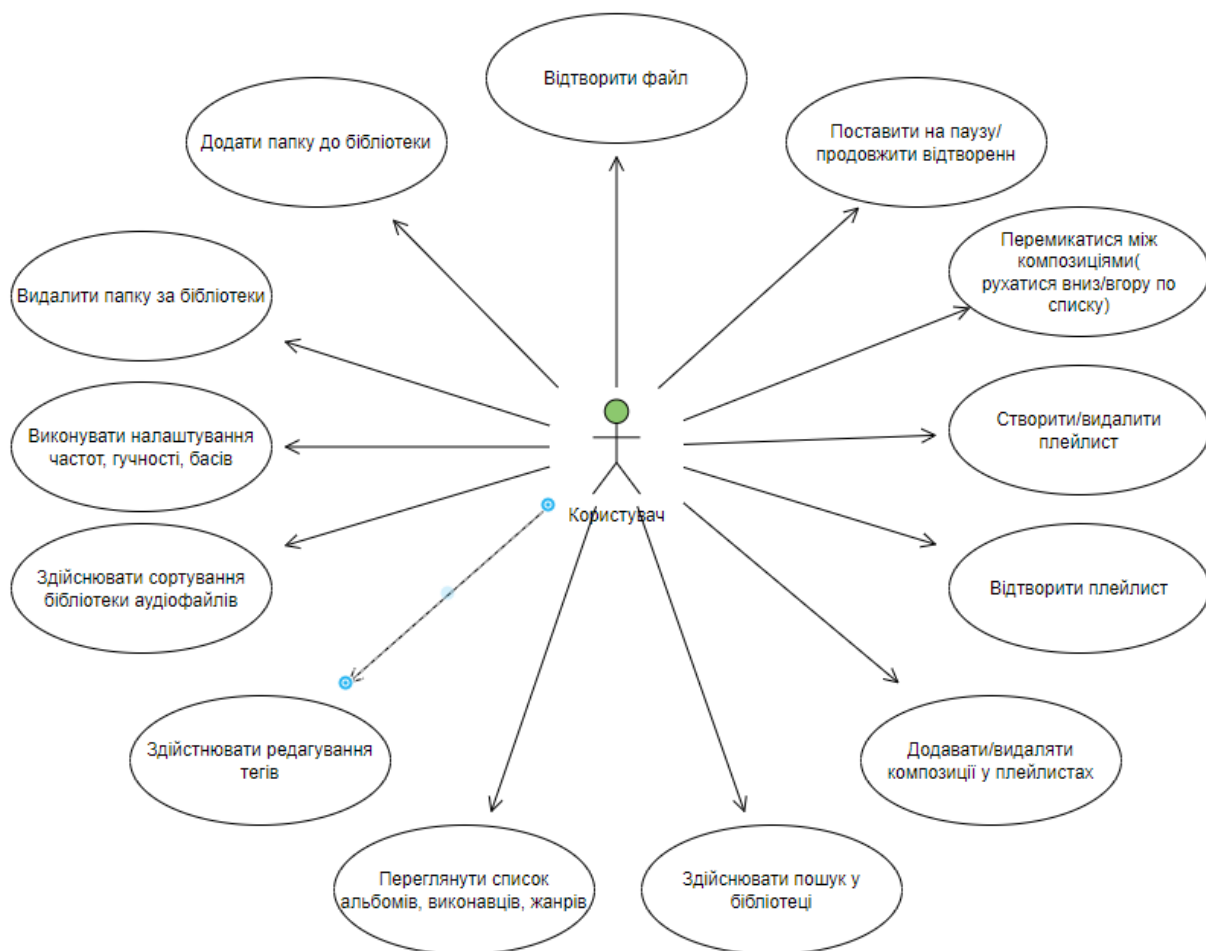 Відтворити файл
Додати папку до бібліотеки
Поставити на паузу/
продовжити відтворенн
Перемикатися між
композиціями(
рухатися вниз/вгору по
списку)
Видалити папку за бібліотеки
Виконувати налаштування
частот, гучності, басів
Створити/видалити
плейлист
Користувач
Здійснювати сортування
бібліотеки аудіофайлів
Відтворити плейлист
Здійстнювати редагування
тегів
Додавати/видаляти
композиції у плейлистах
Переглянути список
альбомів, виконавців, жанрів
Здійснювати пошук у
бібліотеці